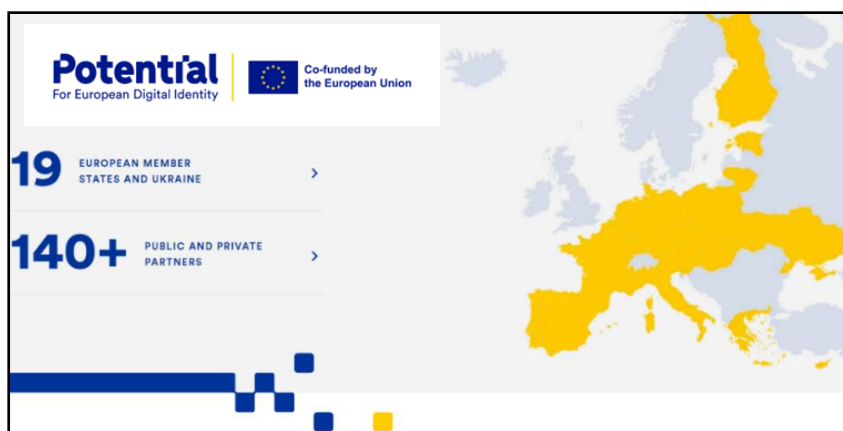 Potential
For European Digital Identity
Co-funded by
the European Union
19
EUROPEAN MEMBER
STATES AND UKRAINE
140+
PUBLIC AND PRIVATE
PARTNERS